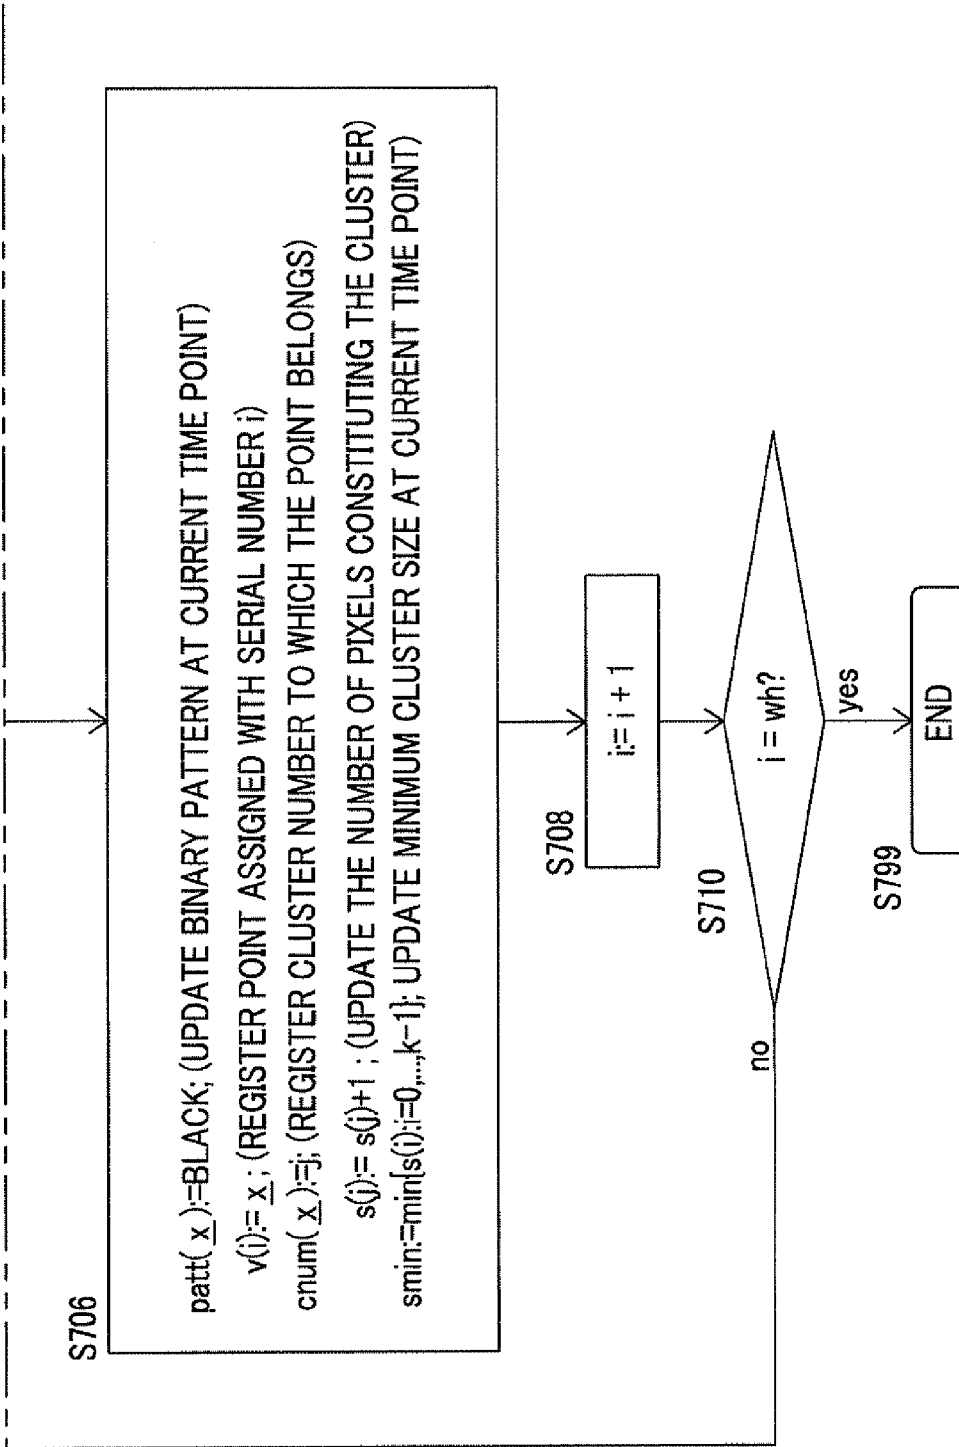 S706
patt( x ):=BLACK; (UPDATE BINARY PATTERN AT CURRENT TIME POINT)
v(i):= x ; (REGISTER POINT ASSIGNED WITH SERIAL NUMBER i)
cnum( x ):=j; (REGISTER CLUSTER NUMBER TO WHICH THE POINT BELONGS)
s(j):= s(j)+1 ; (UPDATE THE NUMBER OF PIXELS CONSTITUTING THE CLUSTER)
smin:=min{s(i):i=0,...,k-1}; UPDATE MINIMUM CLUSTER SIZE AT CURRENT TIME POINT)
S708
i:= i + 1
S710
i = wh?
no
yes
S799
END